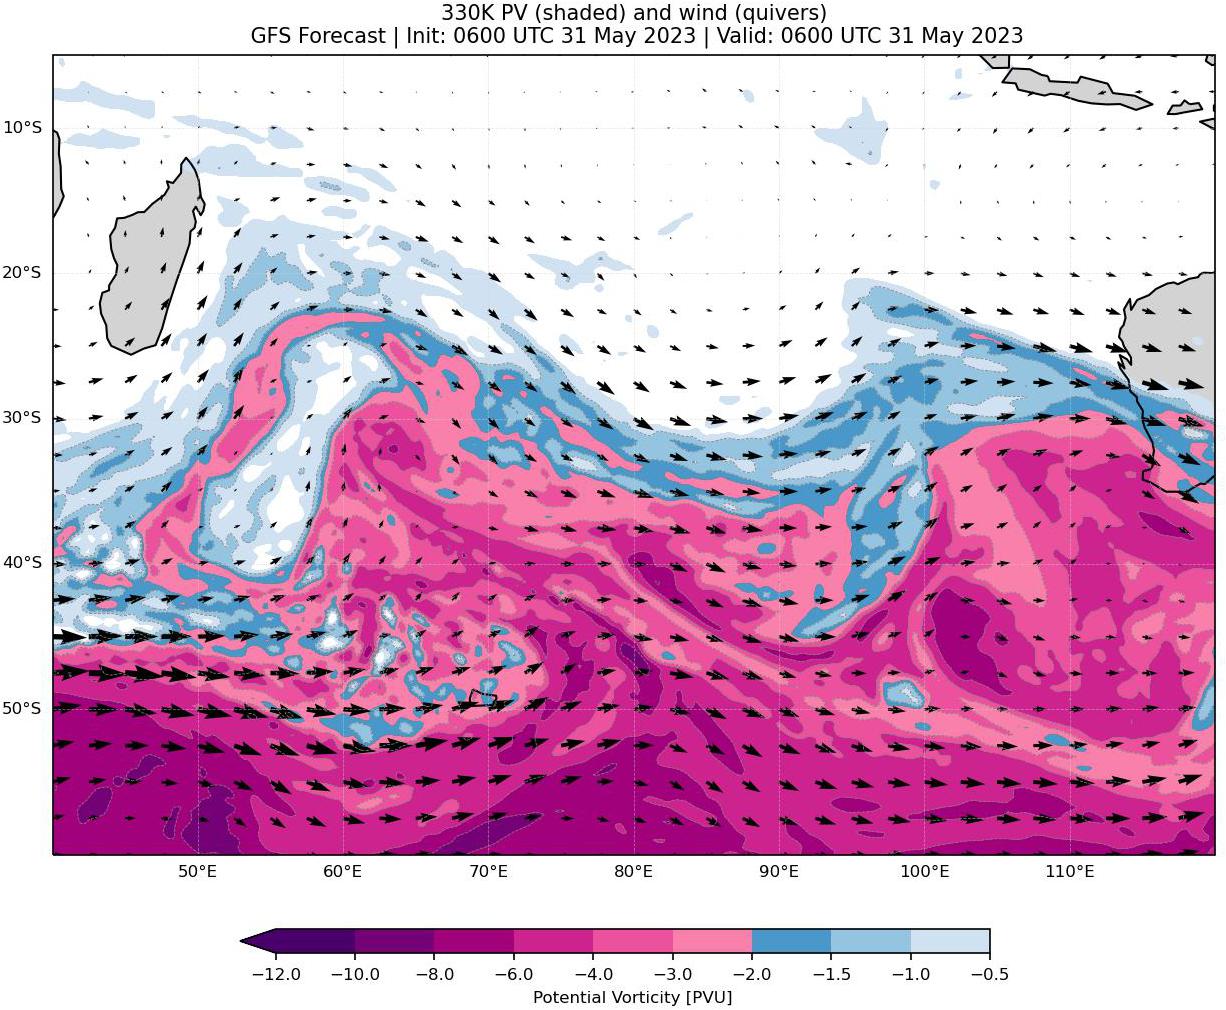 330K PV (shaded) and wind (quivers)
GFS Forecast | Init: 0600 UTC 31 May 2023 | Valid: 0600 UTC 31 May 2023
10°S
20°S
30°S
40°S
50°S
50°E 60°E 70°E 80°E 90°E 100°E 110°E
−12.0 −10.0 −8.0 −6.0 −4.0 −3.0 −2.0 −1.5 −1.0 −0.5
Potential Vorticity [PVU]